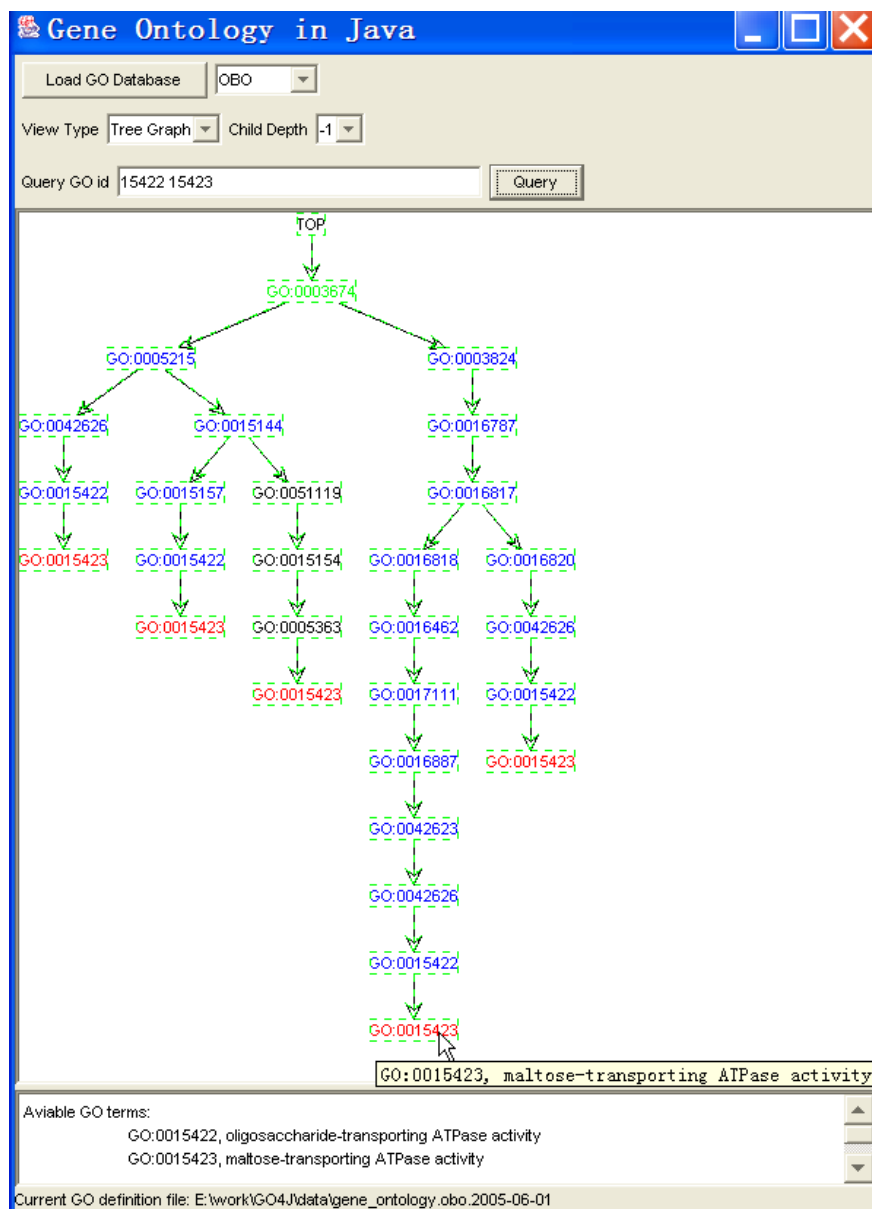 Gene Ontology in Java
Load GO Database OBO
View Type Tree Graph Child Depth -1
Query GO id 15422 15423 Query
TOP
GO:0003674
GO:0005215 GO:0003824
GO:0042626 GO:0015144 GO:0016787
GO:0015422 GO:0015157 GO:0051119 GO:0016817
GO:0015423 GO:0015422 GO:0015154 GO:0016818 GO:0016820
GO:0015423 GO:0005363 GO:0016462 GO:0042626
GO:0015423 GO:0017111 GO:0015422
GO:0016887 GO:0015423
GO:0042623
GO:0042626
GO:0015422
GO:0015423
GO:0015423, maltose-transporting ATPase activity
Aviable GO terms:
GO:0015422, oligosaccharide-transporting ATPase activity
GO:0015423, maltose-transporting ATPase activity
Current GO definition file: E:\work\GO4J\data\gene_ontology.obo.2005-06-01